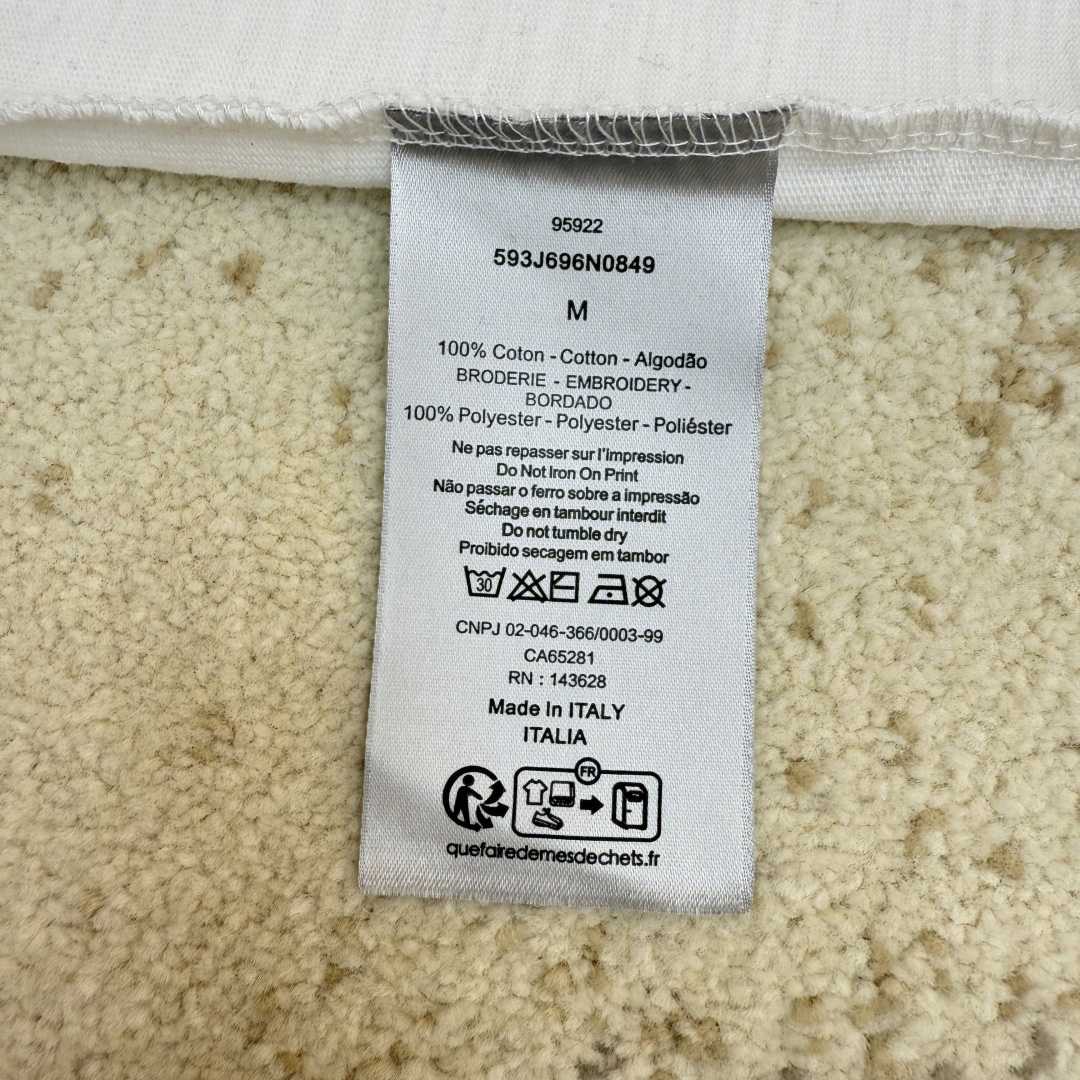 95922
593J696N0849
M
100% Coton - Cotton - Algodão
BRODERIE - EMBROIDERY -
BORDADO
100% Polyester - Polyester - Poliéster
Ne pas repasser sur l'impression
Do Not Iron On Print
Não passar o ferro sobre a impressão
Séchage en tambour interdit
Do not tumble dry
Proibido secagem em tambor
30
CNPJ 02-046-366/0003-99
CA65281
RN : 143628
Made In ITALY
ITALIA
FR
quefairedemesdechets.fr